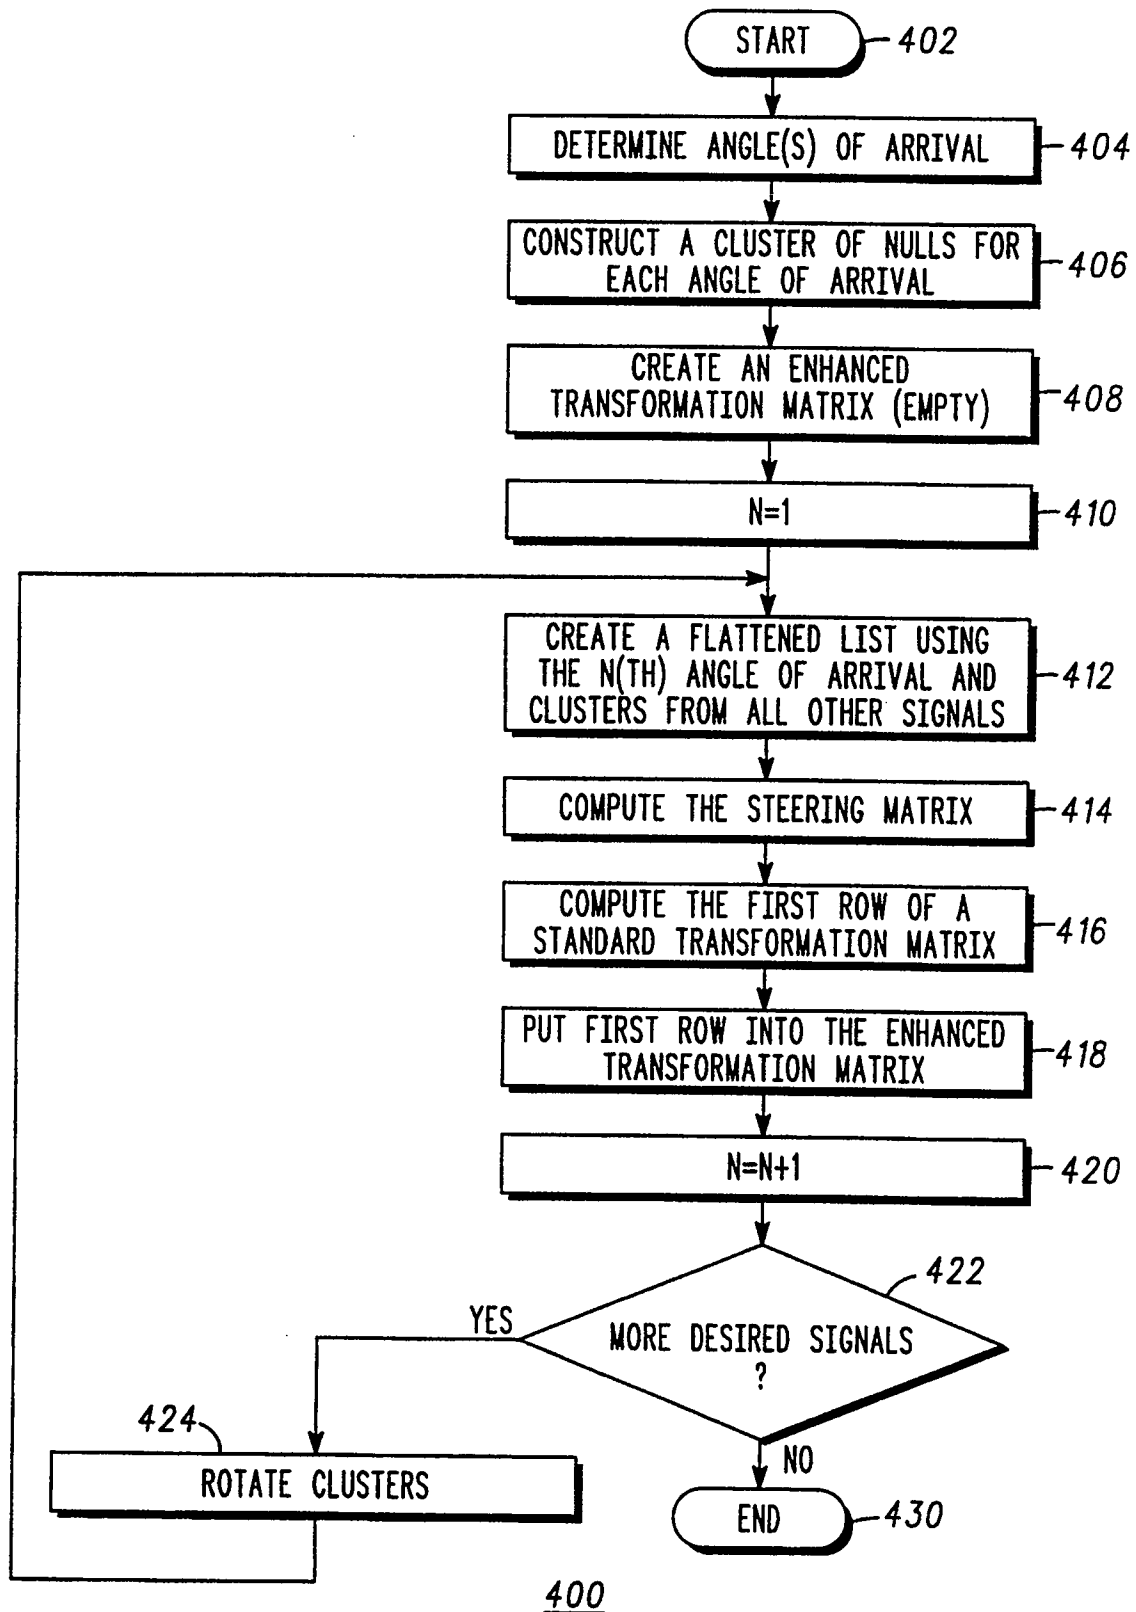 START
402
DETERMINE ANGLE(S) OF ARRIVAL
404
CONSTRUCT A CLUSTER OF NULLS FOR
EACH ANGLE OF ARRIVAL
406
CREATE AN ENHANCED
TRANSFORMATION MATRIX (EMPTY)
408
N=1
410
CREATE A FLATTENED LIST USING
THE N(TH) ANGLE OF ARRIVAL AND
CLUSTERS FROM ALL OTHER SIGNALS
412
COMPUTE THE STEERING MATRIX
414
COMPUTE THE FIRST ROW OF A
STANDARD TRANSFORMATION MATRIX
416
PUT FIRST ROW INTO THE ENHANCED
TRANSFORMATION MATRIX
418
N=N+1
420
422
YES
MORE DESIRED SIGNALS
?
424
NO
ROTATE CLUSTERS
END
430
400